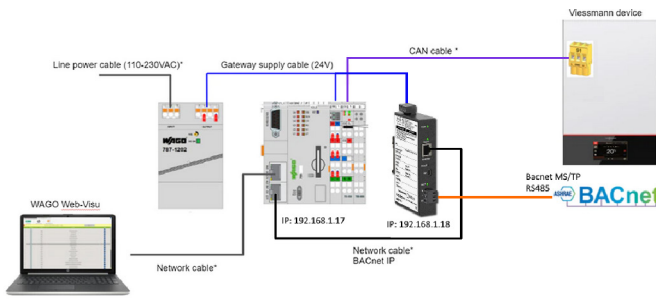 Viessmann device
CAN cable *
Line power cable (110-230VAC)*
Gateway supply cable (24V)
WAGO
787-1202
20°
Bacnet MS/TP
RS485
ASHRAE BACnet
WAGO Web-Visu
IP: 192.168.1.17
IP: 192.168.1.18
Network cable*
Network cable*
BACnet IP